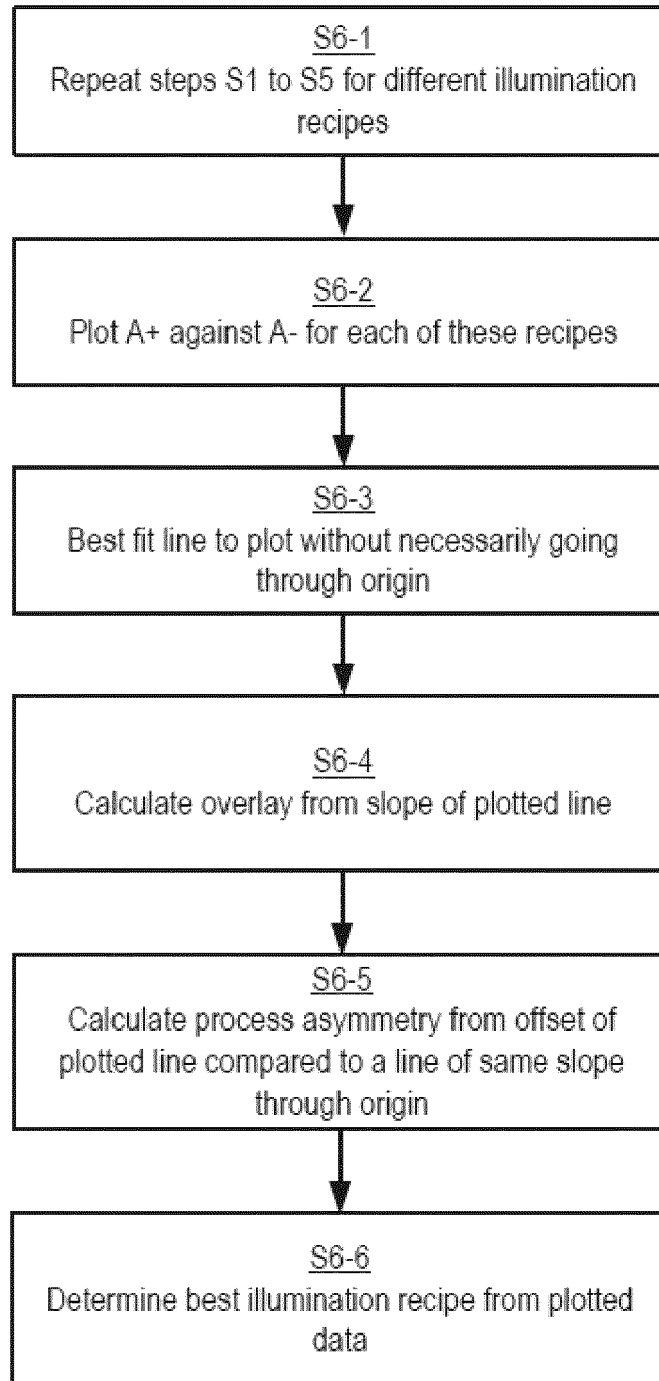 S6-1
Repeat steps S1 to S5 for different illumination
recipes
S6-2
Plot A+ against A- for each of these recipes
S6-3
Best fit line to plot without necessarily going
through origin
S6-4
Calculate overlay from slope of plotted line
S6-5
Calculate process asymmetry from offset of
plotted line compared to a line of same slope
through origin
S6-6
Determine best illumination recipe from plotted
data